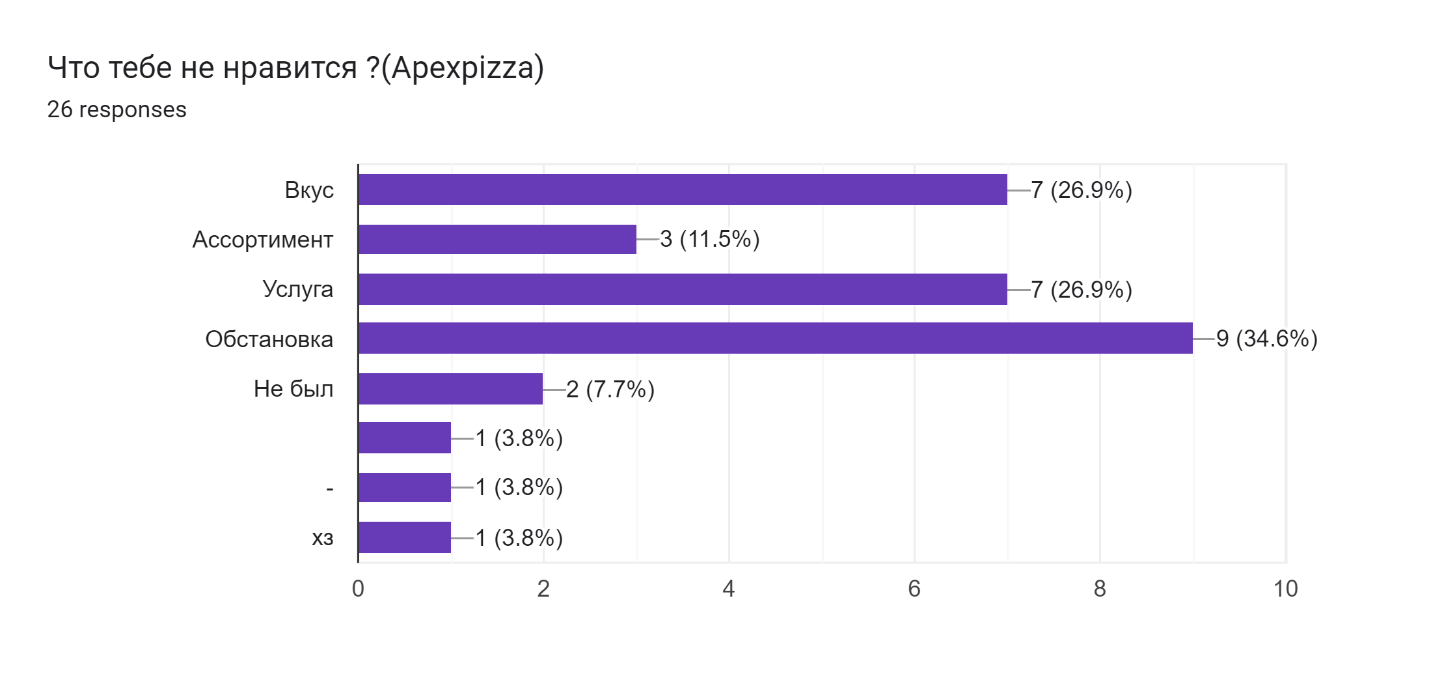 Что тебе не нравится ?(Apexpizza)
26 responses
Вкус 7 (26.9%)
Ассортимент 3 (11.5%)
Услуга 7 (26.9%)
Обстановка 9 (34.6%)
Не был 2 (7.7%)
1 (3.8%)
- 1 (3.8%)
хз 1 (3.8%)
0 2 4 6 8 10